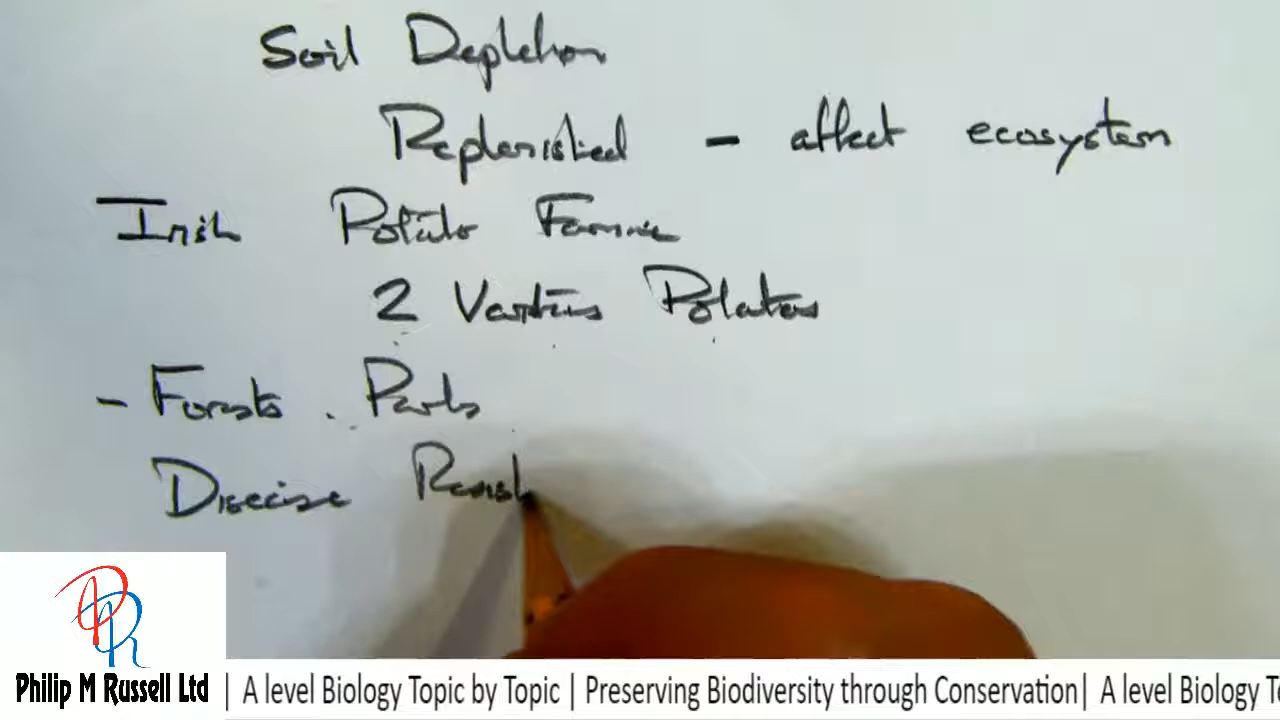 Soil Depletion
Replenished - affect ecosystem
Irish Potato Famine
2 Varieties Potatoes
- Forests . Parks
Disease Resist
PR
Philip M Russell Ltd
| A level Biology Topic by Topic | Preserving Biodiversity through Conservation| A level Biology To